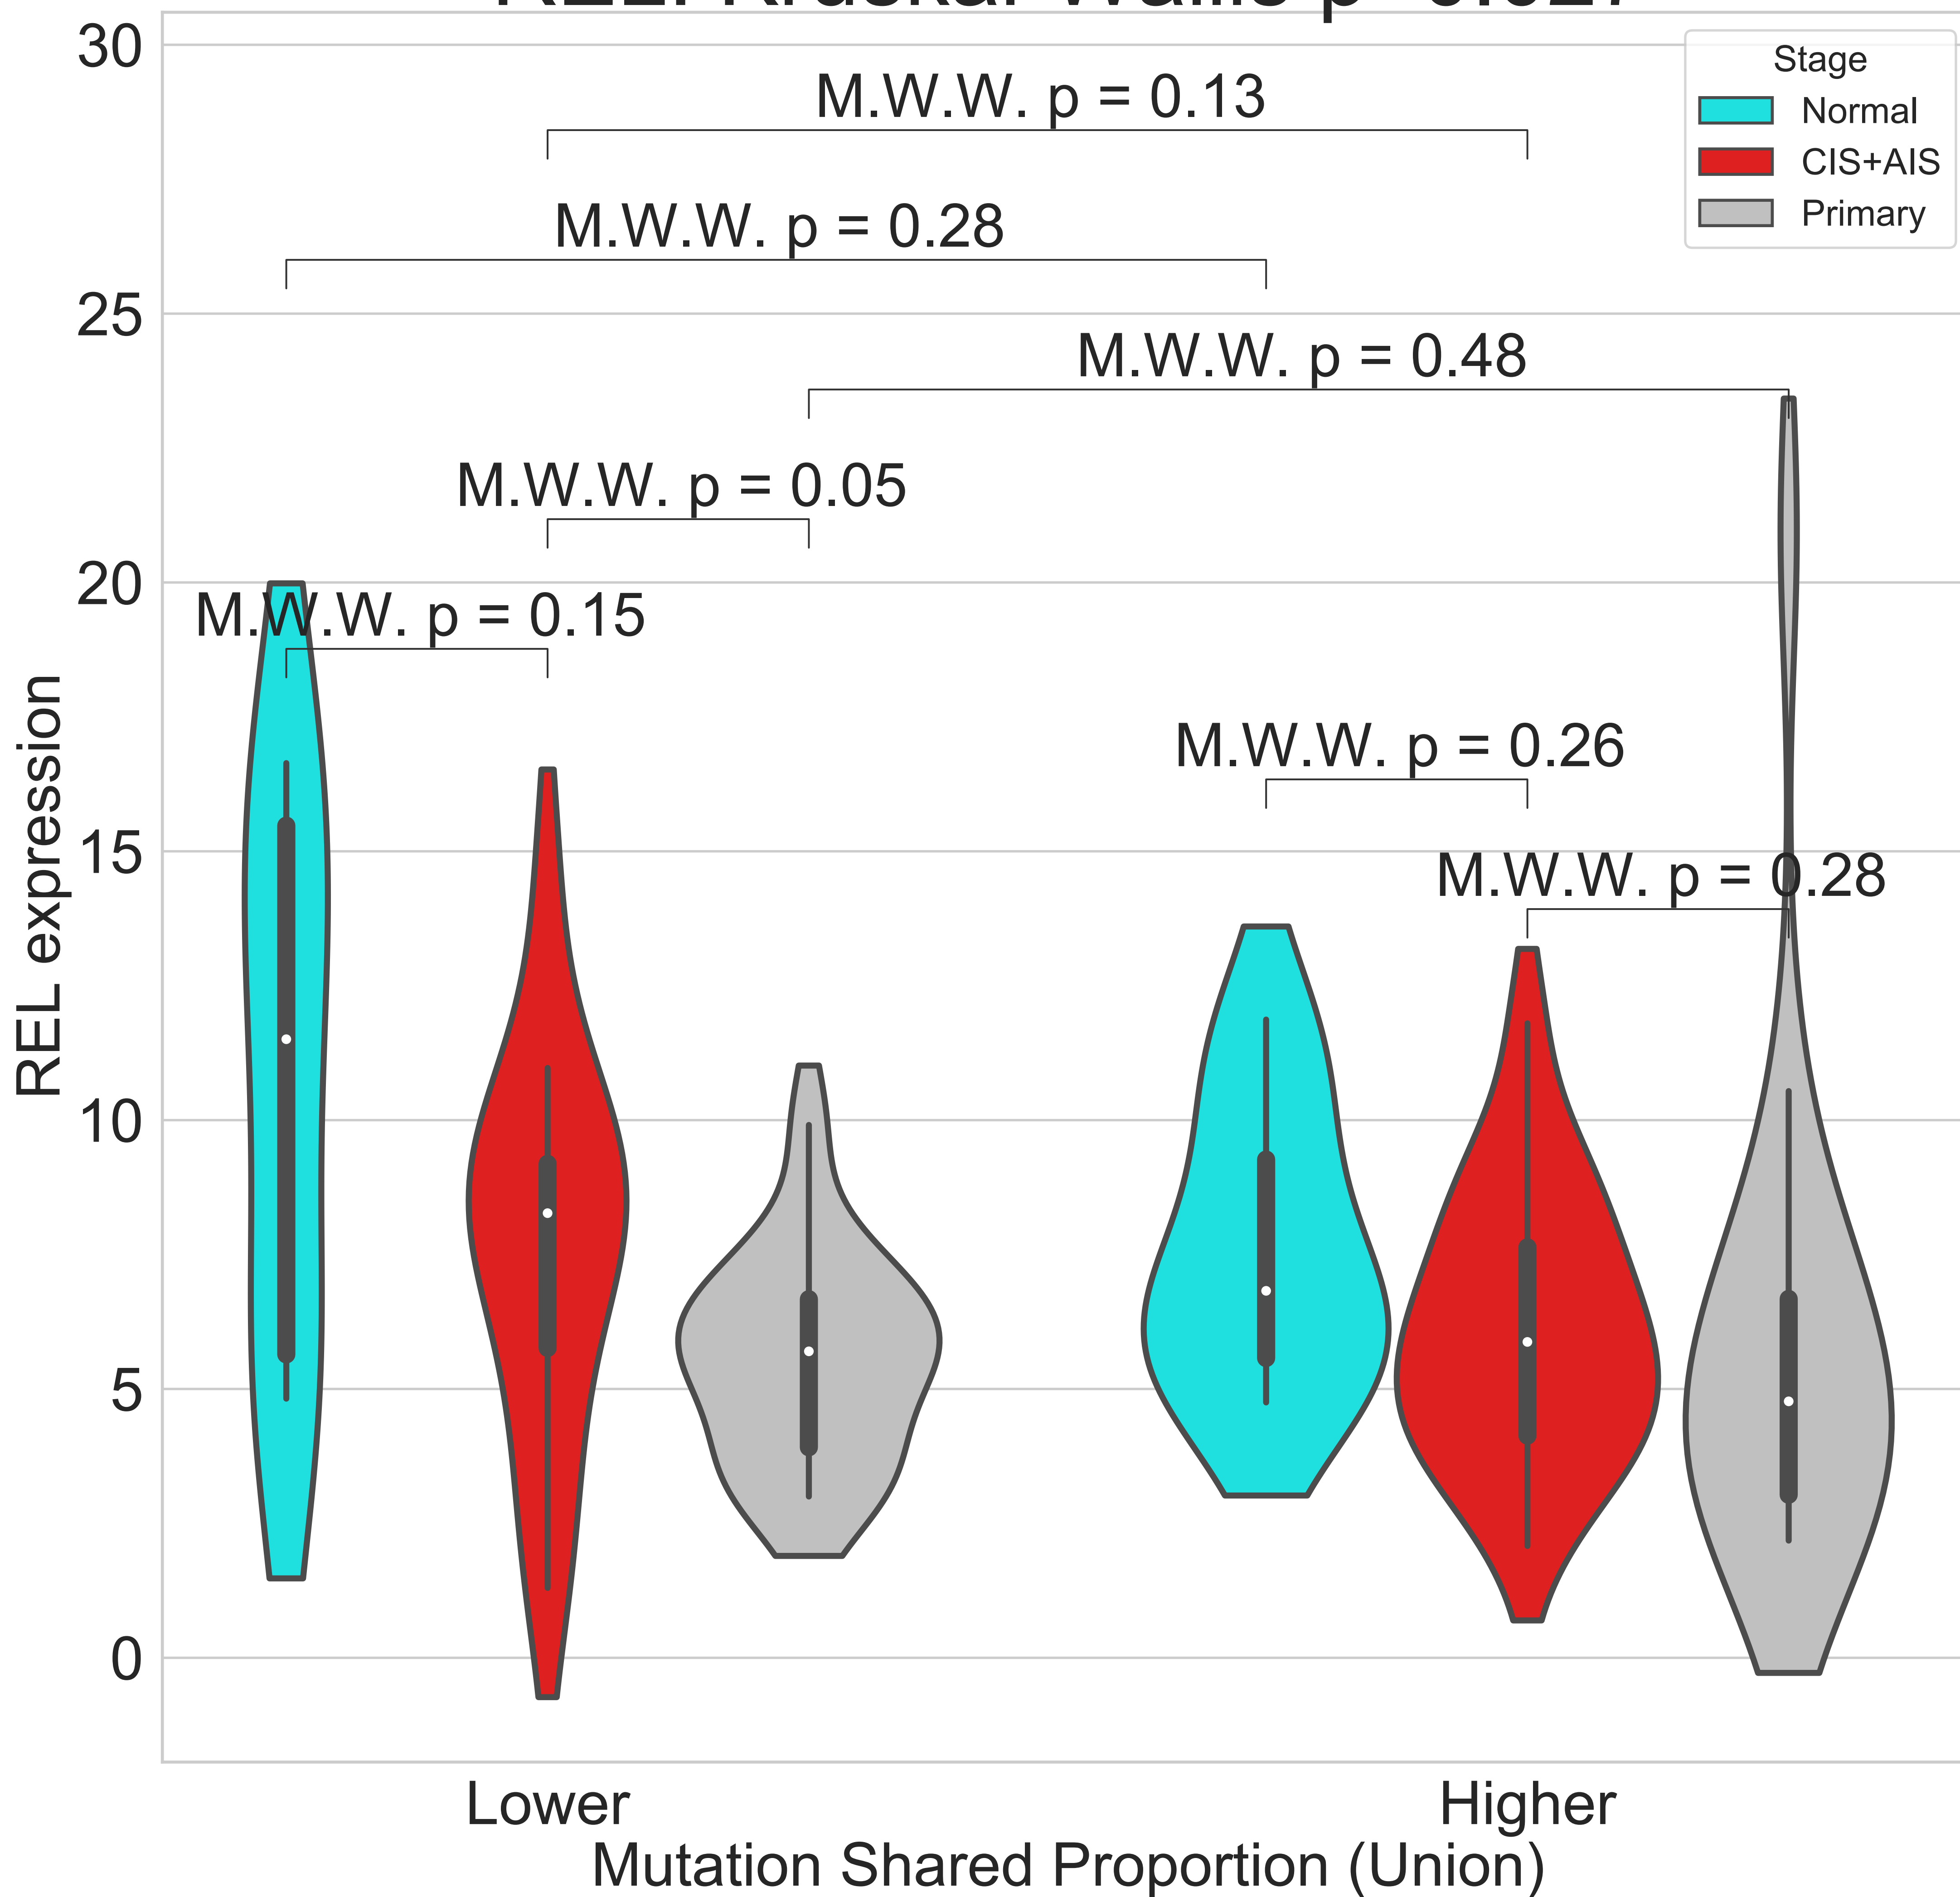 30
Stage
Normal
CIS+AIS
Primary
M.W.W. p = 0.13
M.W.W. p = 0.28
25
M.W.W. p = 0.48
M.W.W. p = 0.05
20
M.W.W. p = 0.15
M.W.W. p = 0.26
15
M.W.W. p = 0.28
REL expression
10
5
0
Lower
Higher
Mutation Shared Proportion (Union)